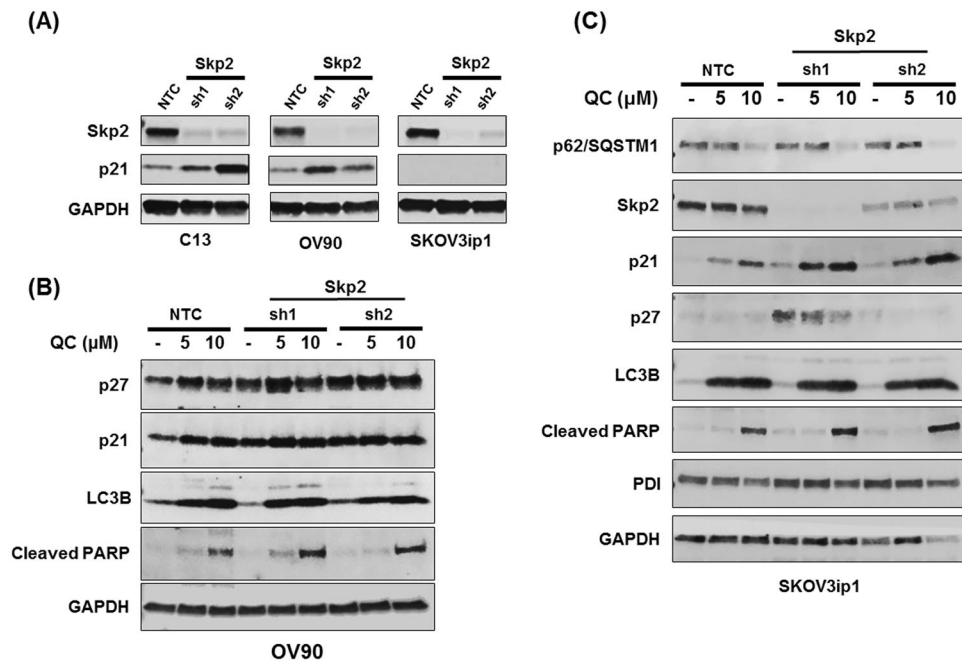 (A)
Skp2 Skp2 Skp2
NTC sh1 sh2 NTC sh1 sh2 NTC sh1 sh2
Skp2
p21
GAPDH
C13 OV90 SKOV3ip1
(B)
Skp2
NTC sh1 sh2
QC (µM) - 5 10 - 5 10 - 5 10
p27
p21
LC3B
Cleaved PARP
GAPDH
OV90
(C)
Skp2
NTC sh1 sh2
QC (µM) - 5 10 - 5 10 - 5 10
p62/SQSTM1
Skp2
p21
p27
LC3B
Cleaved PARP
PDI
GAPDH
SKOV3ip1